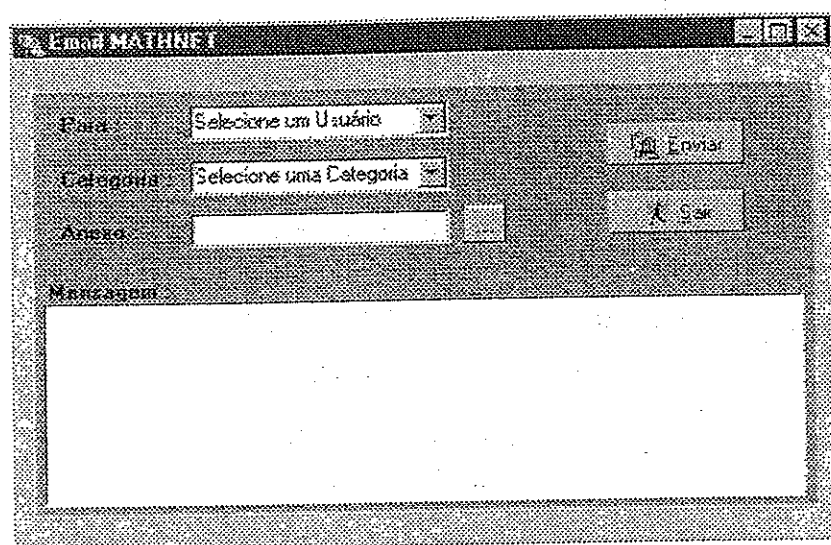 Email MATHNET
Para : Selecione um Usuário
Enviar
Categoria : Selecione uma Categoria
Anexo : ...
Sair
Mensagem :